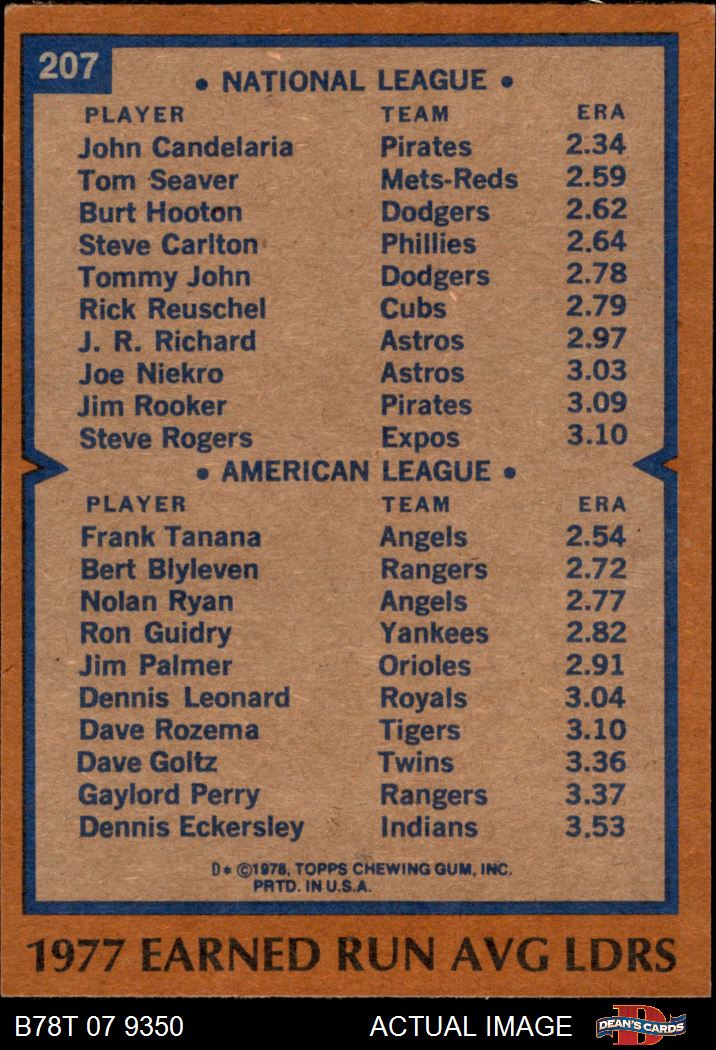 207
• NATIONAL LEAGUE •
PLAYER TEAM ERA
John Candelaria Pirates 2.34
Tom Seaver Mets-Reds 2.59
Burt Hooton Dodgers 2.62
Steve Carlton Phillies 2.64
Tommy John Dodgers 2.78
Rick Reuschel Cubs 2.79
J. R. Richard Astros 2.97
Joe Niekro Astros 3.03
Jim Rooker Pirates 3.09
Steve Rogers Expos 3.10
• AMERICAN LEAGUE •
PLAYER TEAM ERA
Frank Tanana Angels 2.54
Bert Blyleven Rangers 2.72
Nolan Ryan Angels 2.77
Ron Guidry Yankees 2.82
Jim Palmer Orioles 2.91
Dennis Leonard Royals 3.04
Dave Rozema Tigers 3.10
Dave Goltz Twins 3.36
Gaylord Perry Rangers 3.37
Dennis Eckersley Indians 3.53
D* ©1978, TOPPS CHEWING GUM, INC.
PRTD. IN U.S.A.
1977 EARNED RUN AVG LDRS
B78T 07 9350 ACTUAL IMAGE D DEAN'S CARDS